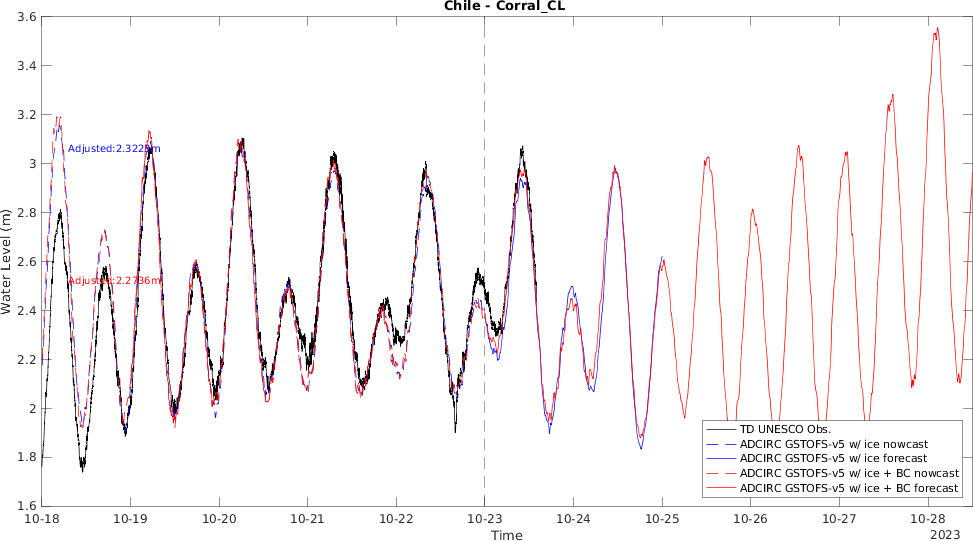 Chile - Corral_CL
3.6
3.4
3.2
3
2.8
2.6
2.4
2.2
2
1.8
1.6
Water Level (m)
Adjusted:2.3225m
Adjusted:2.2736m
TD UNESCO Obs.
ADCIRC GSTOFS-v5 w/ ice nowcast
ADCIRC GSTOFS-v5 w/ ice forecast
ADCIRC GSTOFS-v5 w/ ice + BC nowcast
ADCIRC GSTOFS-v5 w/ ice + BC forecast
10-18 10-19 10-20 10-21 10-22 10-23 10-24 10-25 10-26 10-27 10-28
Time
2023